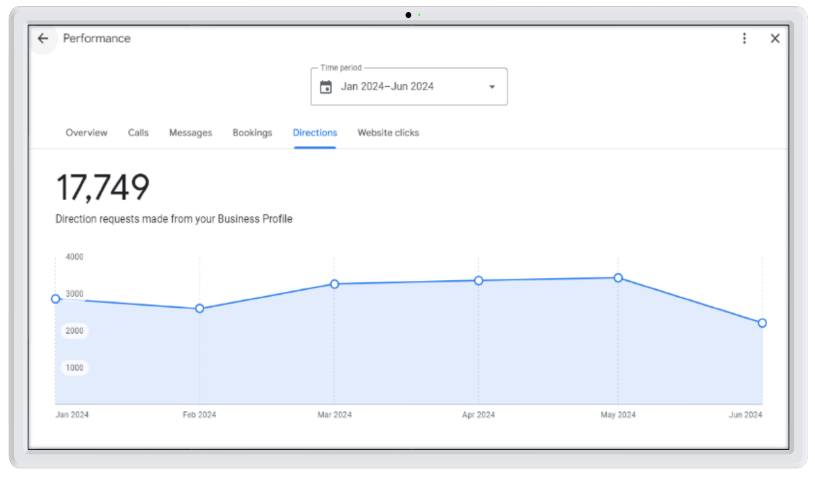 Performance
Time period
Jan 2024–Jun 2024
Overview Calls Messages Bookings Directions Website clicks
17,749
Direction requests made from your Business Profile
4000
3000
2000
1000
Jan 2024 Feb 2024 Mar 2024 Apr 2024 May 2024 Jun 2024